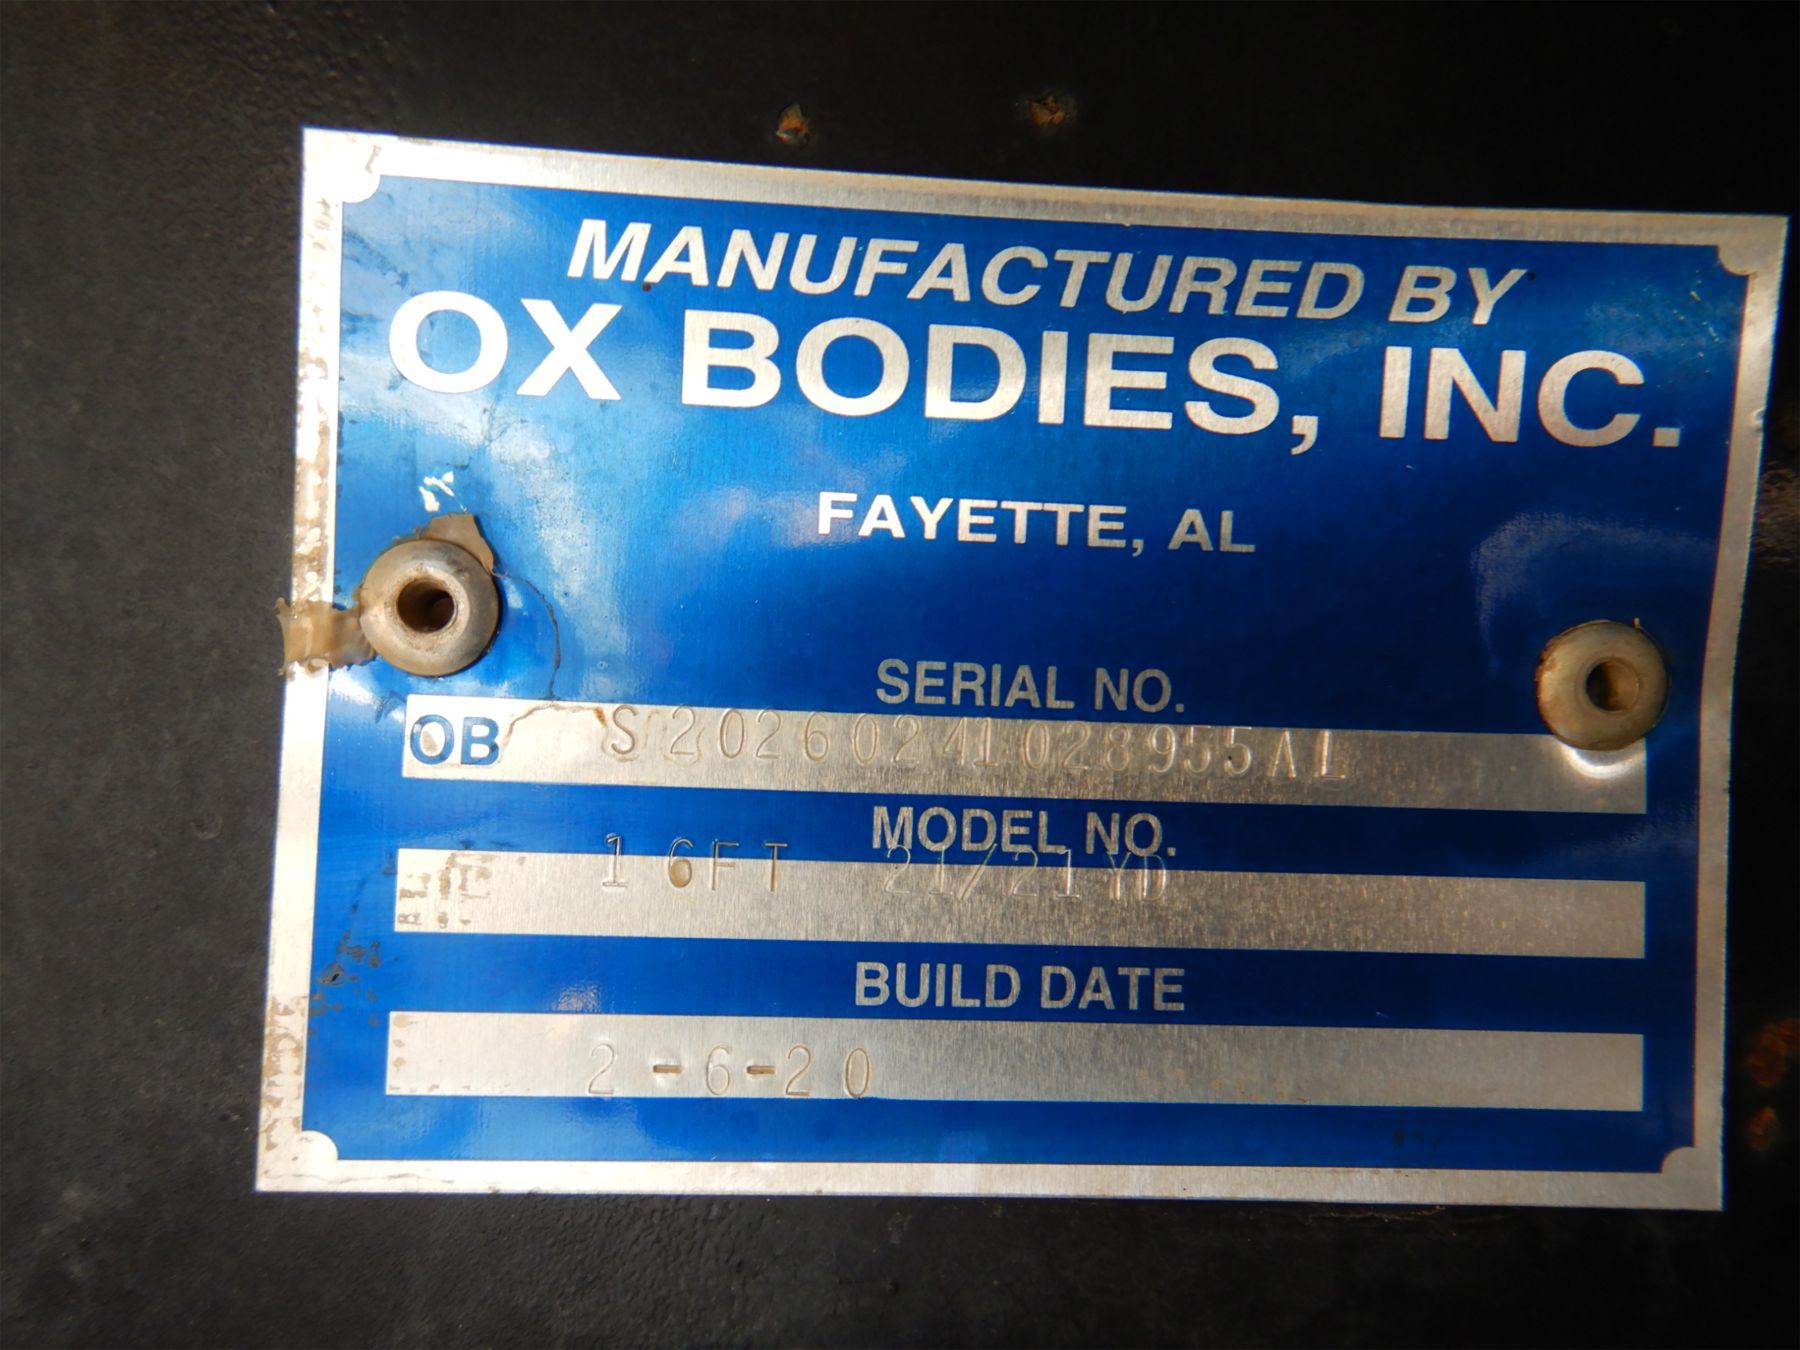 MANUFACTURED BY
OX BODIES, INC.
FAYETTE, AL
SERIAL NO.
OB S20260241028955AL
MODEL NO.
16FT 21/21YD
BUILD DATE
2-6-20